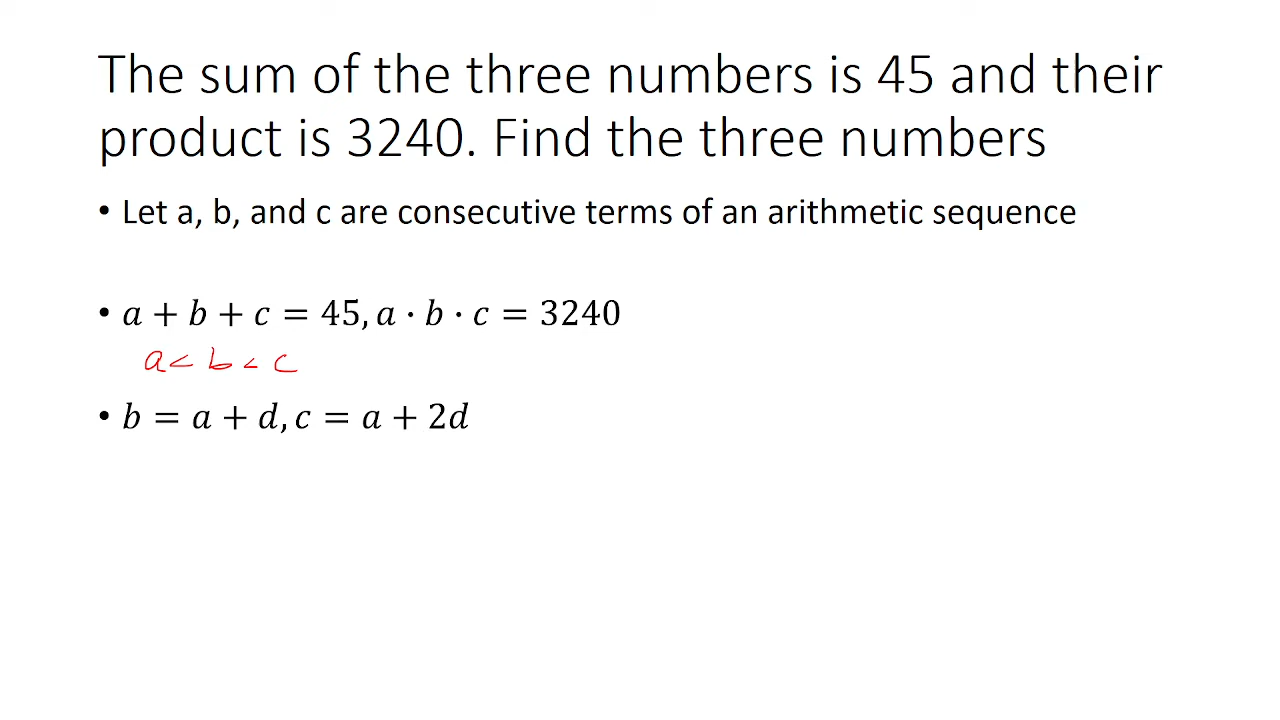 The sum of the three numbers is 45 and their
product is 3240. Find the three numbers
• Let a, b, and c are consecutive terms of an arithmetic sequence
• a + b + c = 45, a · b · c = 3240
a < b < c
• b = a + d, c = a + 2d